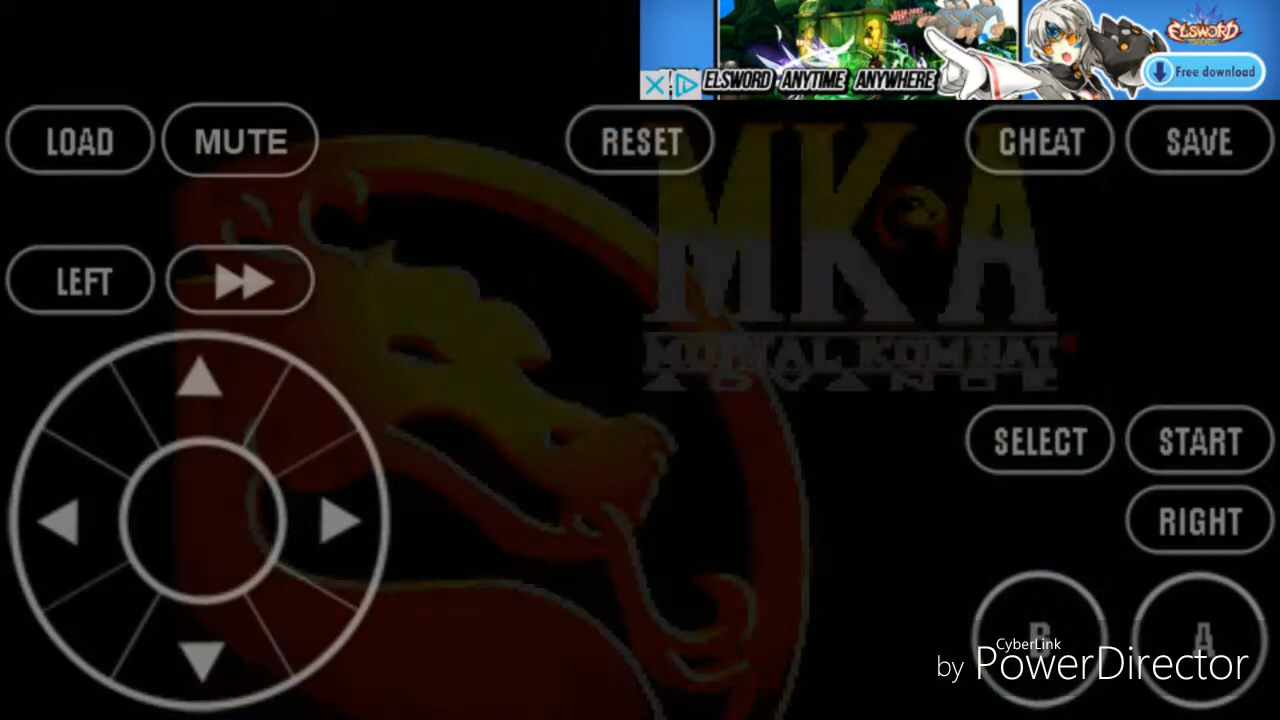 ELSWORD
ELSWORD ANYTIME ANYWHERE
Free download
LOAD
MUTE
RESET
CHEAT
SAVE
MKA
MORTAL KOMBAT
ADVANCE
LEFT
SELECT
START
RIGHT
B
A
CyberLink
by PowerDirector